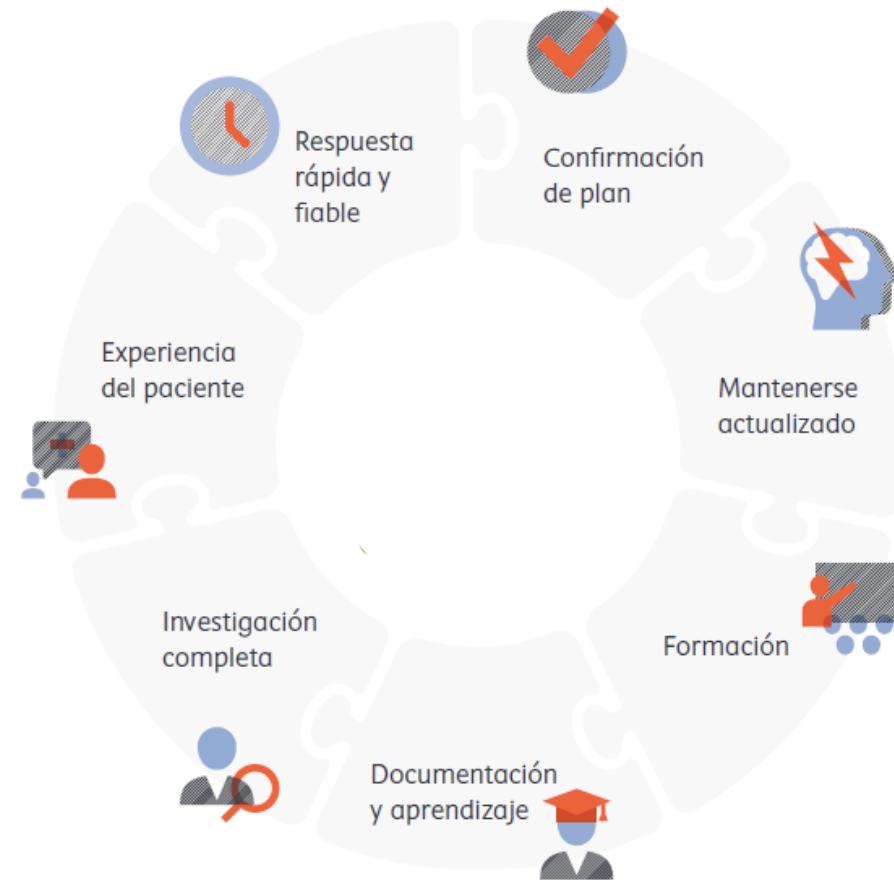 Respuesta
rápida y
fiable
Confirmación
de plan
Experiencia
del paciente
Mantenerse
actualizado
Investigación
completa
Formación
Documentación
y aprendizaje